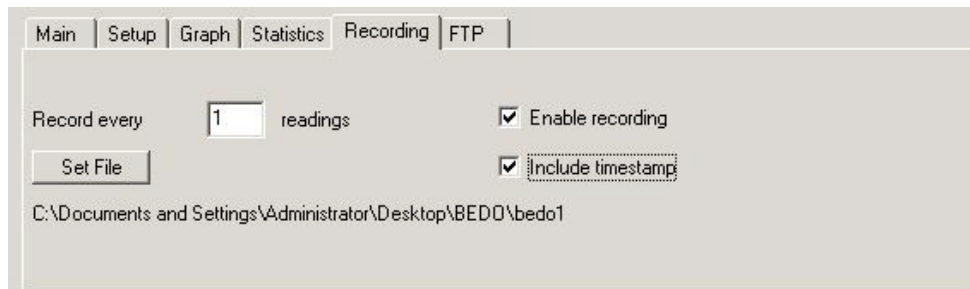 Main Setup Graph Statistics Recording FTP
Record every 1 readings Enable recording
Set File Include timestamp
C:\Documents and Settings\Administrator\Desktop\BEDO\bedo1